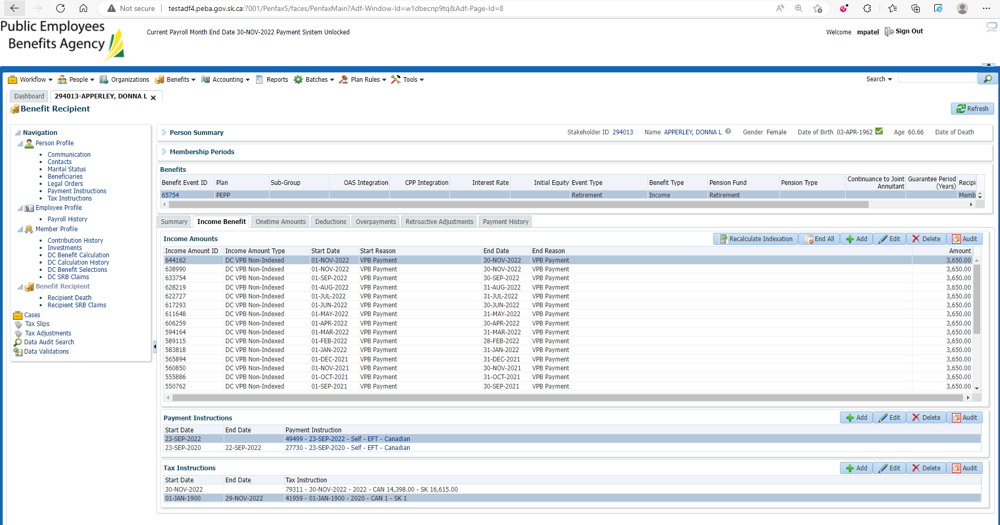 Not secure testadf4.peba.gov.sk.ca:7001/Penfax5/faces/PenfaxMain?Adf-Window-Id=w1dbecnp9tq&Adf-Page-Id=8
Public Employees
Benefits Agency
Current Payroll Month End Date 30-NOV-2022 Payment System Unlocked
Welcome mpatel Sign Out
Workflow People Organizations Benefits Accounting Reports Batches Plan Rules Tools Search
Dashboard 294013-APPERLEY, DONNA L
Benefit Recipient
Refresh
Navigation
Person Profile
Communication
Contacts
Marital Status
Beneficiaries
Legal Orders
Payment Instructions
Tax Instructions
Employee Profile
Payroll History
Member Profile
Contribution History
Investments
DC Benefit Calculation
DC Calculation History
DC Benefit Selections
DC SRB Claims
Benefit Recipient
Recipient Death
Recipient SRB Claims
Cases
Tax Slips
Tax Adjustments
Data Audit Search
Data Validations
Person Summary Stakeholder ID 294013 Name APPERLEY, DONNA L Gender Female Date of Birth 03-APR-1962 Age 60.66 Date of Death
Membership Periods
Benefits
Benefit Event ID Plan Sub-Group OAS Integration CPP Integration Interest Rate Initial Equity Event Type Benefit Type Pension Fund Pension Type Continuance to Joint Annuitant Guarantee Period (Years) Recipi
65754 PEPP Retirement Income Retirement Memb
Summary Income Benefit Onetime Amounts Deductions Overpayments Retroactive Adjustments Payment History
Income Amounts Recalculate Indexation End All Add Edit Delete Audit
Income Amount ID Income Amount Type Start Date Start Reason End Date End Reason Amount
644162 DC VPB Non-Indexed 01-NOV-2022 VPB Payment 30-NOV-2022 VPB Payment 3,650.00
638990 DC VPB Non-Indexed 01-NOV-2022 VPB Payment 30-NOV-2022 VPB Payment 3,650.00
633754 DC VPB Non-Indexed 01-SEP-2022 VPB Payment 30-SEP-2022 VPB Payment 3,650.00
628219 DC VPB Non-Indexed 01-AUG-2022 VPB Payment 31-AUG-2022 VPB Payment 3,650.00
622727 DC VPB Non-Indexed 01-JUL-2022 VPB Payment 31-JUL-2022 VPB Payment 3,650.00
617293 DC VPB Non-Indexed 01-JUN-2022 VPB Payment 30-JUN-2022 VPB Payment 3,650.00
611648 DC VPB Non-Indexed 01-MAY-2022 VPB Payment 31-MAY-2022 VPB Payment 3,650.00
606259 DC VPB Non-Indexed 01-APR-2022 VPB Payment 30-APR-2022 VPB Payment 3,650.00
594164 DC VPB Non-Indexed 01-MAR-2022 VPB Payment 31-MAR-2022 VPB Payment 3,650.00
589115 DC VPB Non-Indexed 01-FEB-2022 VPB Payment 28-FEB-2022 VPB Payment 3,650.00
583818 DC VPB Non-Indexed 01-JAN-2022 VPB Payment 31-JAN-2022 VPB Payment 3,650.00
565894 DC VPB Non-Indexed 01-DEC-2021 VPB Payment 31-DEC-2021 VPB Payment 3,650.00
560850 DC VPB Non-Indexed 01-NOV-2021 VPB Payment 30-NOV-2021 VPB Payment 3,650.00
555886 DC VPB Non-Indexed 01-OCT-2021 VPB Payment 31-OCT-2021 VPB Payment 3,650.00
550762 DC VPB Non-Indexed 01-SEP-2021 VPB Payment 30-SEP-2021 VPB Payment 3,650.00
Payment Instructions Add Edit Delete Audit
Start Date End Date Payment Instruction
23-SEP-2022 49499 - 23-SEP-2022 - Self - EFT - Canadian
23-SEP-2020 22-SEP-2022 27730 - 23-SEP-2020 - Self - EFT - Canadian
Tax Instructions Add Edit Delete Audit
Start Date End Date Tax Instruction
30-NOV-2022 79311 - 30-NOV-2022 - 2022 - CAN 14,398.00 - SK 16,615.00
01-JAN-1900 29-NOV-2022 41959 - 01-JAN-1900 - 2020 - CAN 1 - SK 1